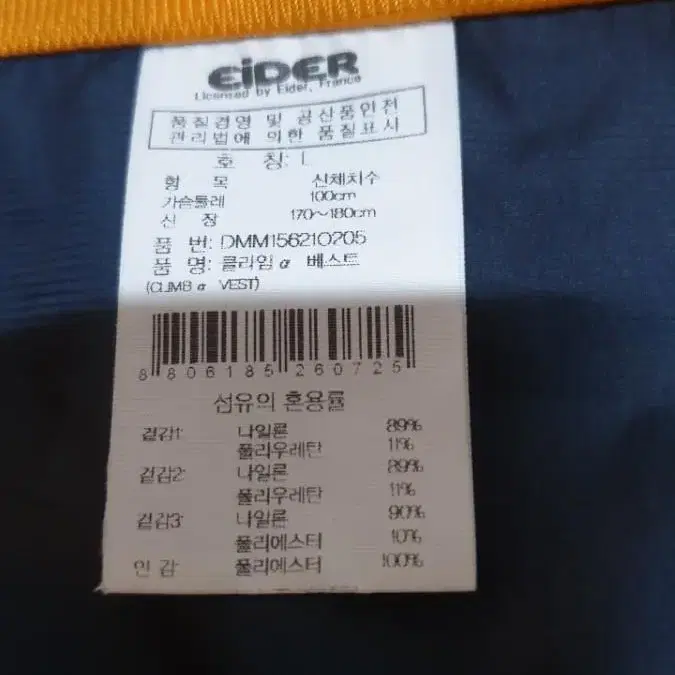 EiDER
Licensed by Eider, France
품질경영 및 공산품안전
관리법에 의한 품질표시
호 칭: L
항 목 신체치수
가슴둘레 100cm
신 장 170~180cm
품 번: DMM15621O205
품 명: 클라임α 베스트
(CLIMB α VEST)
8 806185 260725
섬유의 혼용률
겉감1: 나일론 89%
폴리우레탄 11%
겉감2: 나일론 89%
폴리우레탄 11%
겉감3: 나일론 90%
폴리에스터 10%
안 감 폴리에스터 100%